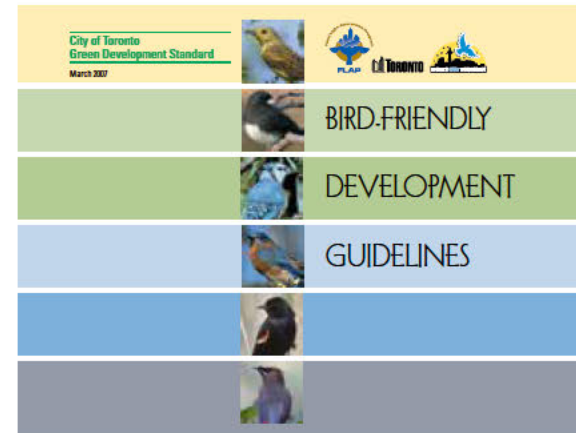 City of Toronto
Green Development Standard
March 2007
FLAP
TORONTO
BIRD-FRIENDLY
DEVELOPMENT
GUIDELINES